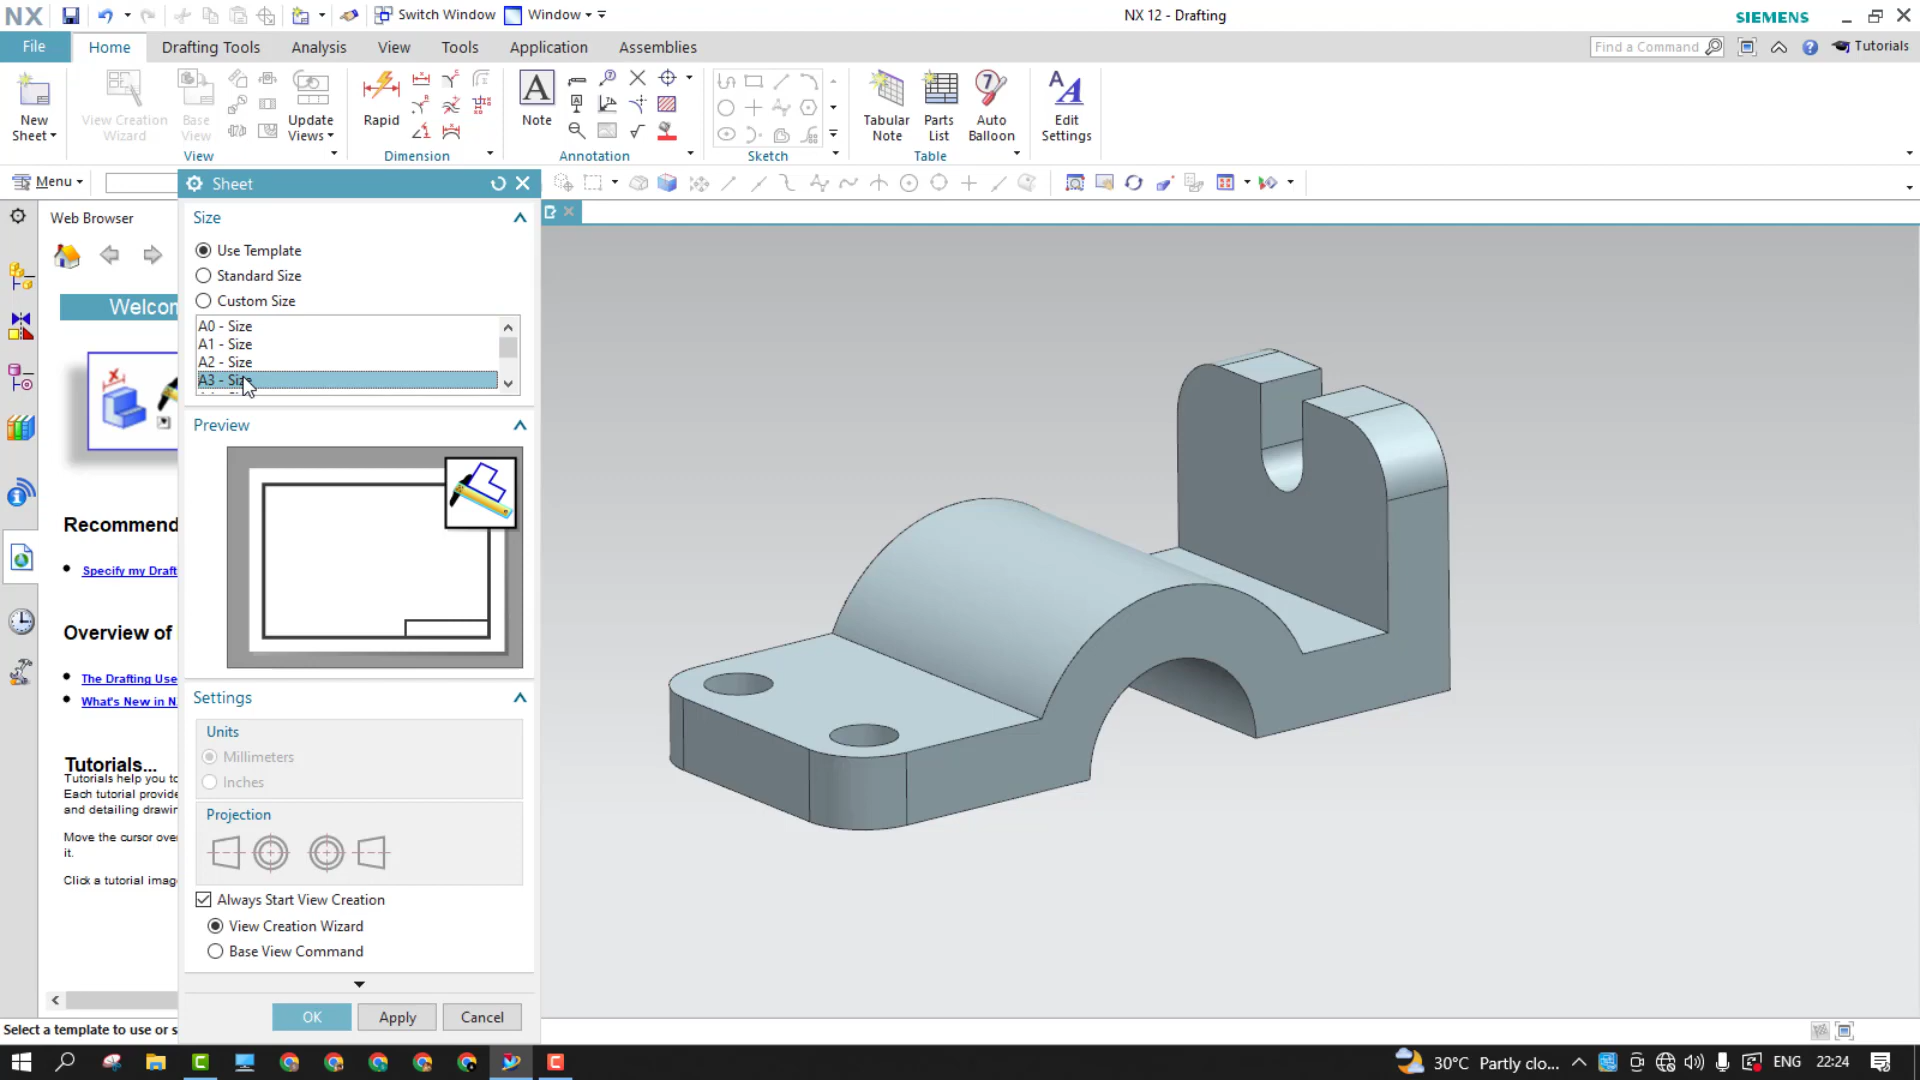 NX
Switch Window
Window
NX 12 - Drafting
SIEMENS
File
Home
Drafting Tools
Analysis
View
Tools
Application
Assemblies
Find a Command
Tutorials
New
Sheet
View Creation
Wizard
Base
View
Update
Views
View
Rapid
Dimension
A
Note
Annotation
Sketch
Tabular
Note
Parts
List
Auto
Balloon
Table
Edit
Settings
Menu
Sheet
Web Browser
Size
Use Template
Standard Size
Custom Size
A0 - Size
A1 - Size
A2 - Size
A3 - Size
Welcon
Preview
Recommend
Specify my Draft
Overview of
The Drafting Use
What's New in N
Tutorials...
Tutorials help you to
Each tutorial provide
and detailing drawin
Move the cursor ove
it.
Click a tutorial imag
Settings
Units
Millimeters
Inches
Projection
Always Start View Creation
View Creation Wizard
Base View Command
OK
Apply
Cancel
Select a template to use or s
30°C Partly clo...
ENG
22:24